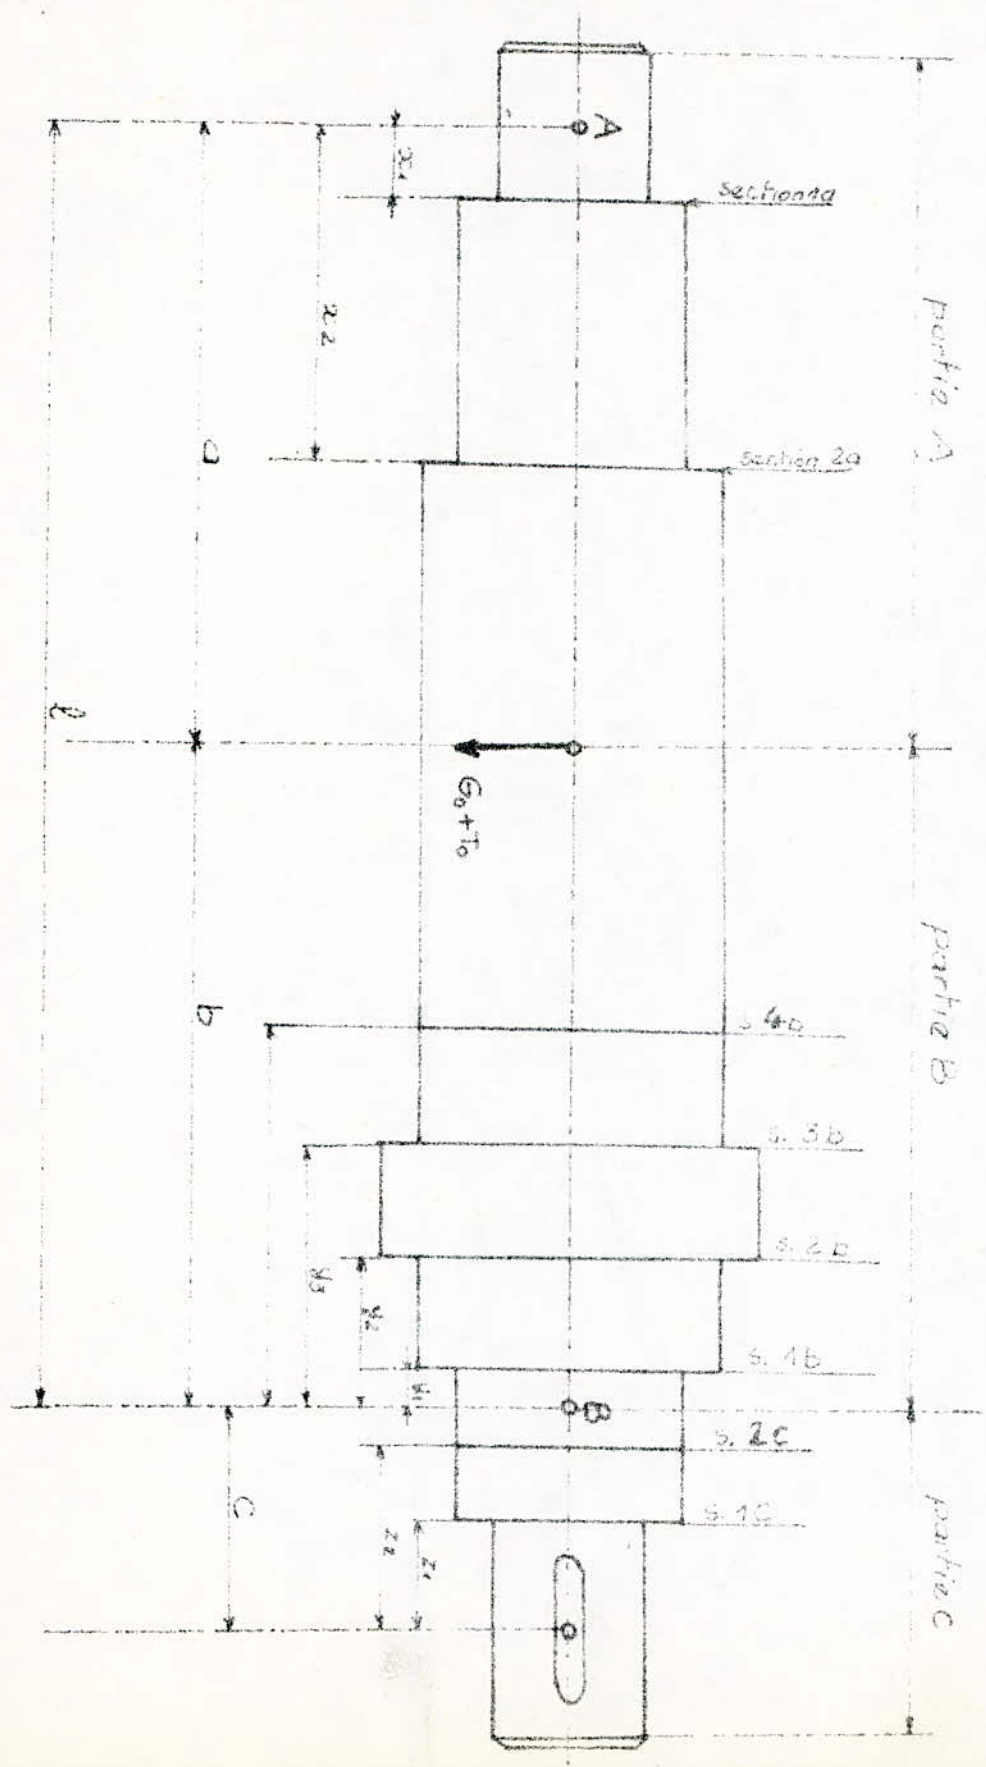 A
x1
section 1a
x2
partie A
a
section 2a
l
G0+T0
partie B
b
s 4b
s. 3b
s. 2b
y3
y2
s. 1b
y1
B
s. 2c
c
s. 1c
z2
z1
partie C